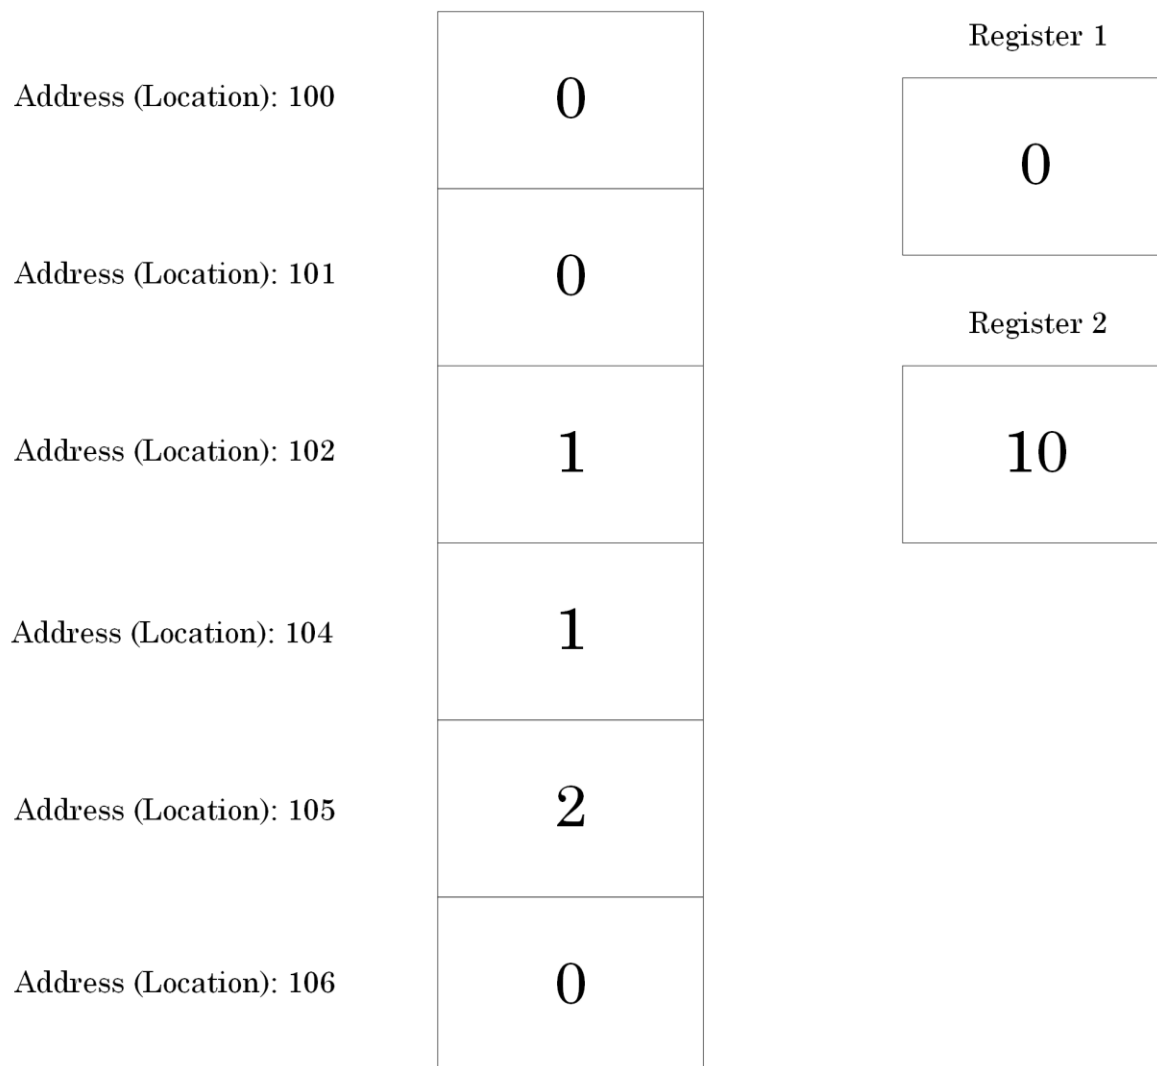 Register 1
Address (Location): 100 0
0
Address (Location): 101 0
Register 2
Address (Location): 102 1 10
Address (Location): 104 1
Address (Location): 105 2
Address (Location): 106 0